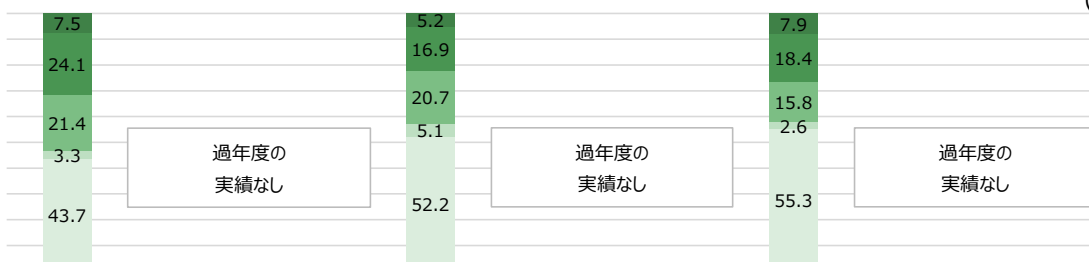 7.5
24.1
21.4
3.3
43.7
過年度の
実績なし
5.2
16.9
20.7
5.1
52.2
過年度の
実績なし
7.9
18.4
15.8
2.6
55.3
過年度の
実績なし